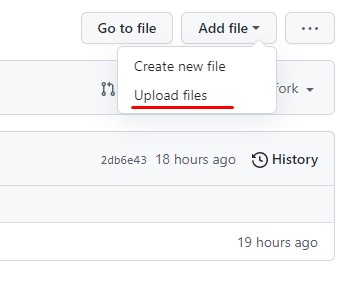 Go to file Add file
Create new file
Upload files
fork
2db6e43 18 hours ago History
19 hours ago